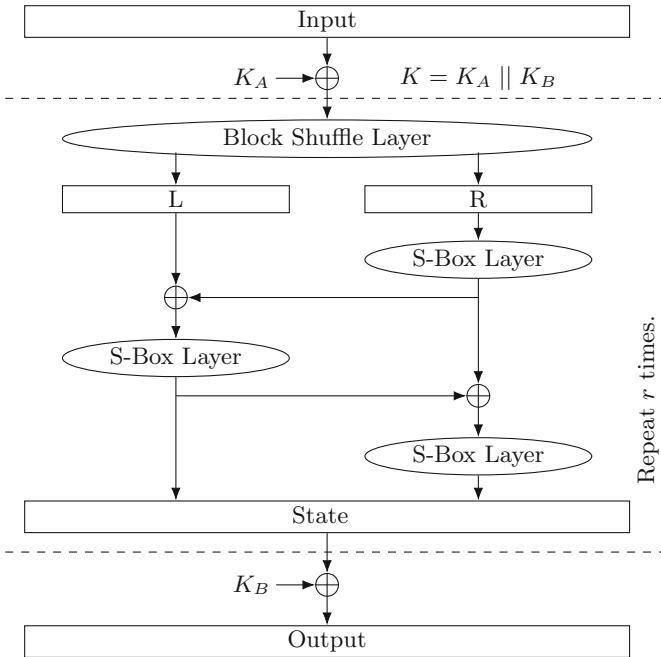 Input
K_A K = K_A || K_B
Block Shuffle Layer
L R
S-Box Layer
S-Box Layer
S-Box Layer
Repeat r times.
State
K_B
Output